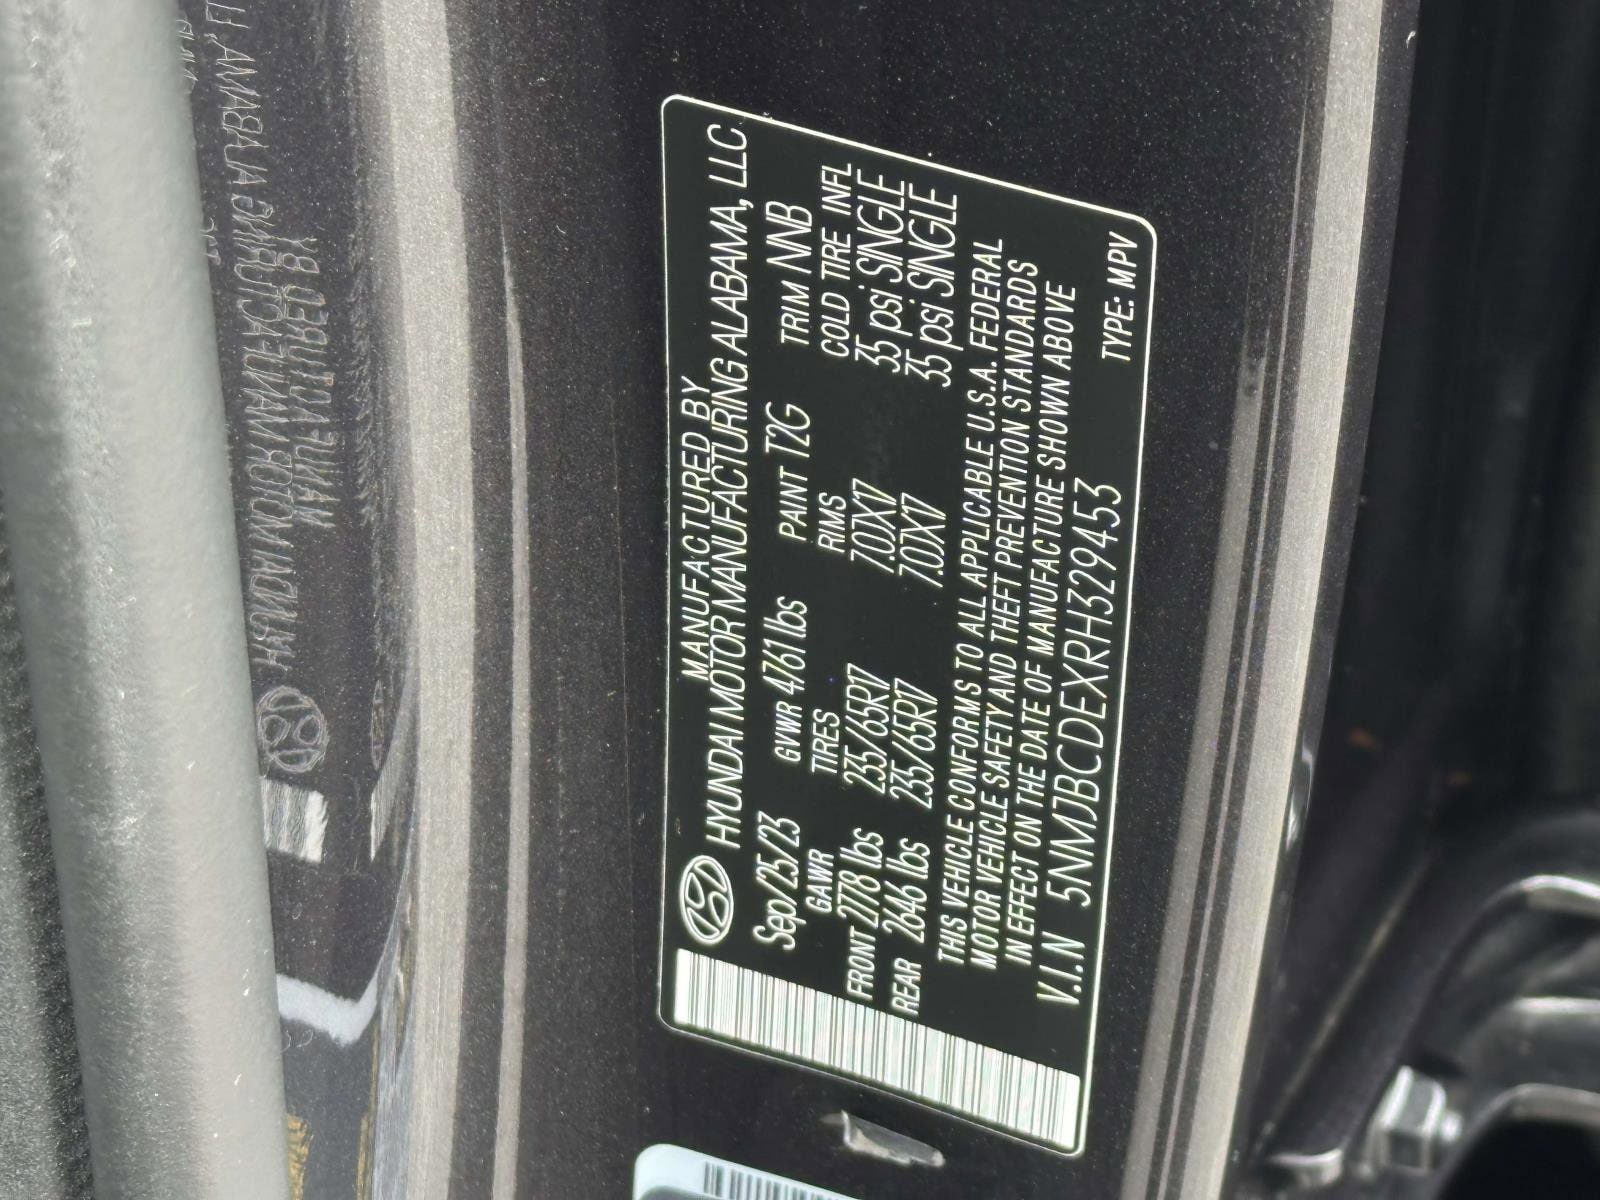 MANUFACTURED BY
HYUNDAI MOTOR MANUFACTURING ALABAMA, LLC
Sep/25/23 GVWR 4761 lbs PAINT T2G TRIM NNB
GAWR TIRES RIMS COLD TIRE INFL
FRONT 2778 lbs 235/65R17 7.0JX17 35 psi SINGLE
REAR 2646 lbs 235/65R17 7.0JX17 35 psi SINGLE
THIS VEHICLE CONFORMS TO ALL APPLICABLE U.S.A. FEDERAL
MOTOR VEHICLE SAFETY AND THEFT PREVENTION STANDARDS
IN EFFECT ON THE DATE OF MANUFACTURE SHOWN ABOVE
V.I.N 5NMJBCDEXRH329453 TYPE: MPV